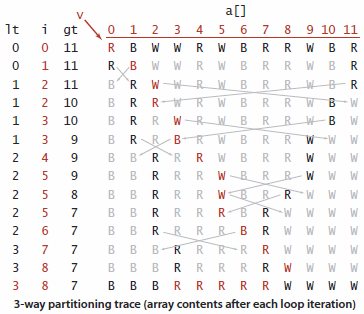 v
a[]
lt i gt 0 1 2 3 4 5 6 7 8 9 10 11
0 0 11 R B W W R W B R R W B R
0 1 11 R B W W R W B R R W B R
1 2 11 B R W W R W B R R W B R
1 2 10 B R R W R W B R R W B W
1 3 10 B R R W R W B R R W B W
1 3 9 B R R B R W B R R W W W
2 4 9 B B R R R W B R R W W W
2 5 9 B B R R R W B R R W W W
2 5 8 B B R R R W B R R W W W
2 5 7 B B R R R R B R W W W W
2 6 7 B B R R R R B R W W W W
3 7 7 B B B R R R R R W W W W
3 8 7 B B B R R R R R W W W W
3 8 7 B B B R R R R R W W W W
3-way partitioning trace (array contents after each loop iteration)